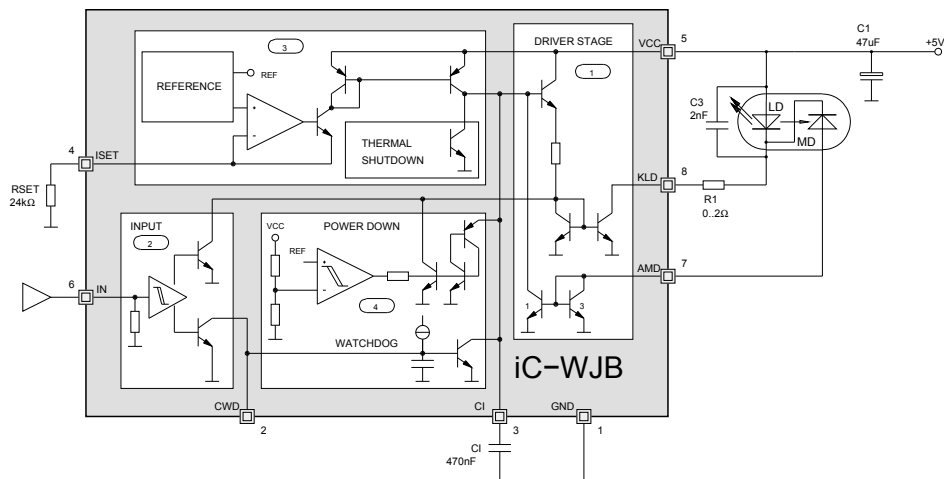 C1
47uF
+5V
DRIVER STAGE
VCC
5
3
1
REF
REFERENCE
+
-
C3
2nF
LD
MD
THERMAL
SHUTDOWN
4
ISET
RSET
24kΩ
KLD
8
R1
0..2Ω
INPUT
2
VCC
POWER DOWN
REF
+
-
6
IN
4
AMD
7
1
3
WATCHDOG
iC-WJB
CWD
CI
GND
2
3
1
CI
470nF